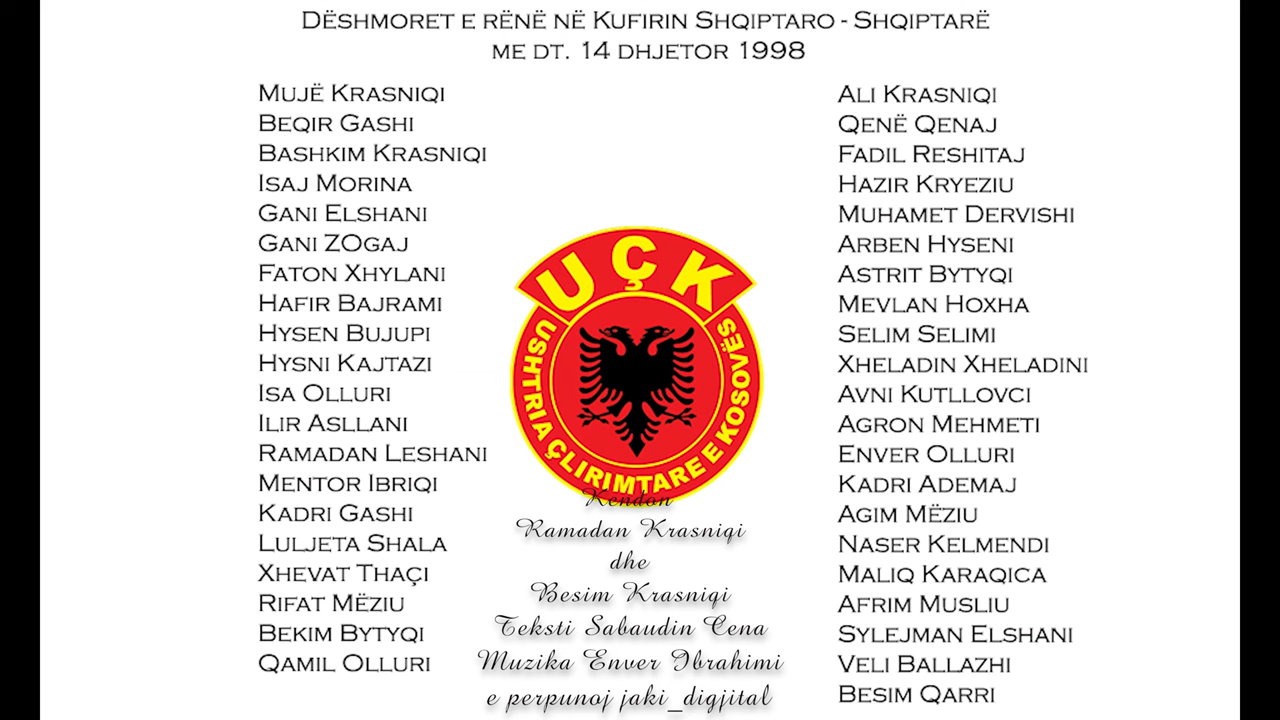 DËSHMORET E RËNË NË KUFIRIN SHQIPTARO - SHQIPTARË
ME DT. 14 DHJETOR 1998
MUJË KRASNIQI
BEQIR GASHI
BASHKIM KRASNIQI
ISAJ MORINA
GANI ELSHANI
GANI ZOGAJ
FATON XHYLANI
HAFIR BAJRAMI
HYSEN BUJUPI
HYSNI KAJTAZI
ISA OLLURI
ILIR ASLLANI
RAMADAN LESHANI
MENTOR IBRIQI
KADRI GASHI
LULJETA SHALA
XHEVAT THAÇI
RIFAT MËZIU
BEKIM BYTYQI
QAMIL OLLURI
UÇK
USHTRIA ÇLIRIMTARE E KOSOVËS
Kendon
Ramadan Krasniqi
dhe
Besim Krasniqi
Teksti Sabaudin Cena
Muzika Enver Ibrahimi
e perpunoj jaki_digjital
ALI KRASNIQI
QENË QENAJ
FADIL RESHITAJ
HAZIR KRYEZIU
MUHAMET DERVISHI
ARBEN HYSENI
ASTRIT BYTYQI
MEVLAN HOXHA
SELIM SELIMI
XHELADIN XHELADINI
AVNI KUTLLOVCI
AGRON MEHMETI
ENVER OLLURI
KADRI ADEMAJ
AGIM MËZIU
NASER KELMENDI
MALIQ KARAQICA
AFRIM MUSLIU
SYLEJMAN ELSHANI
VELI BALLAZHI
BESIM QARRI